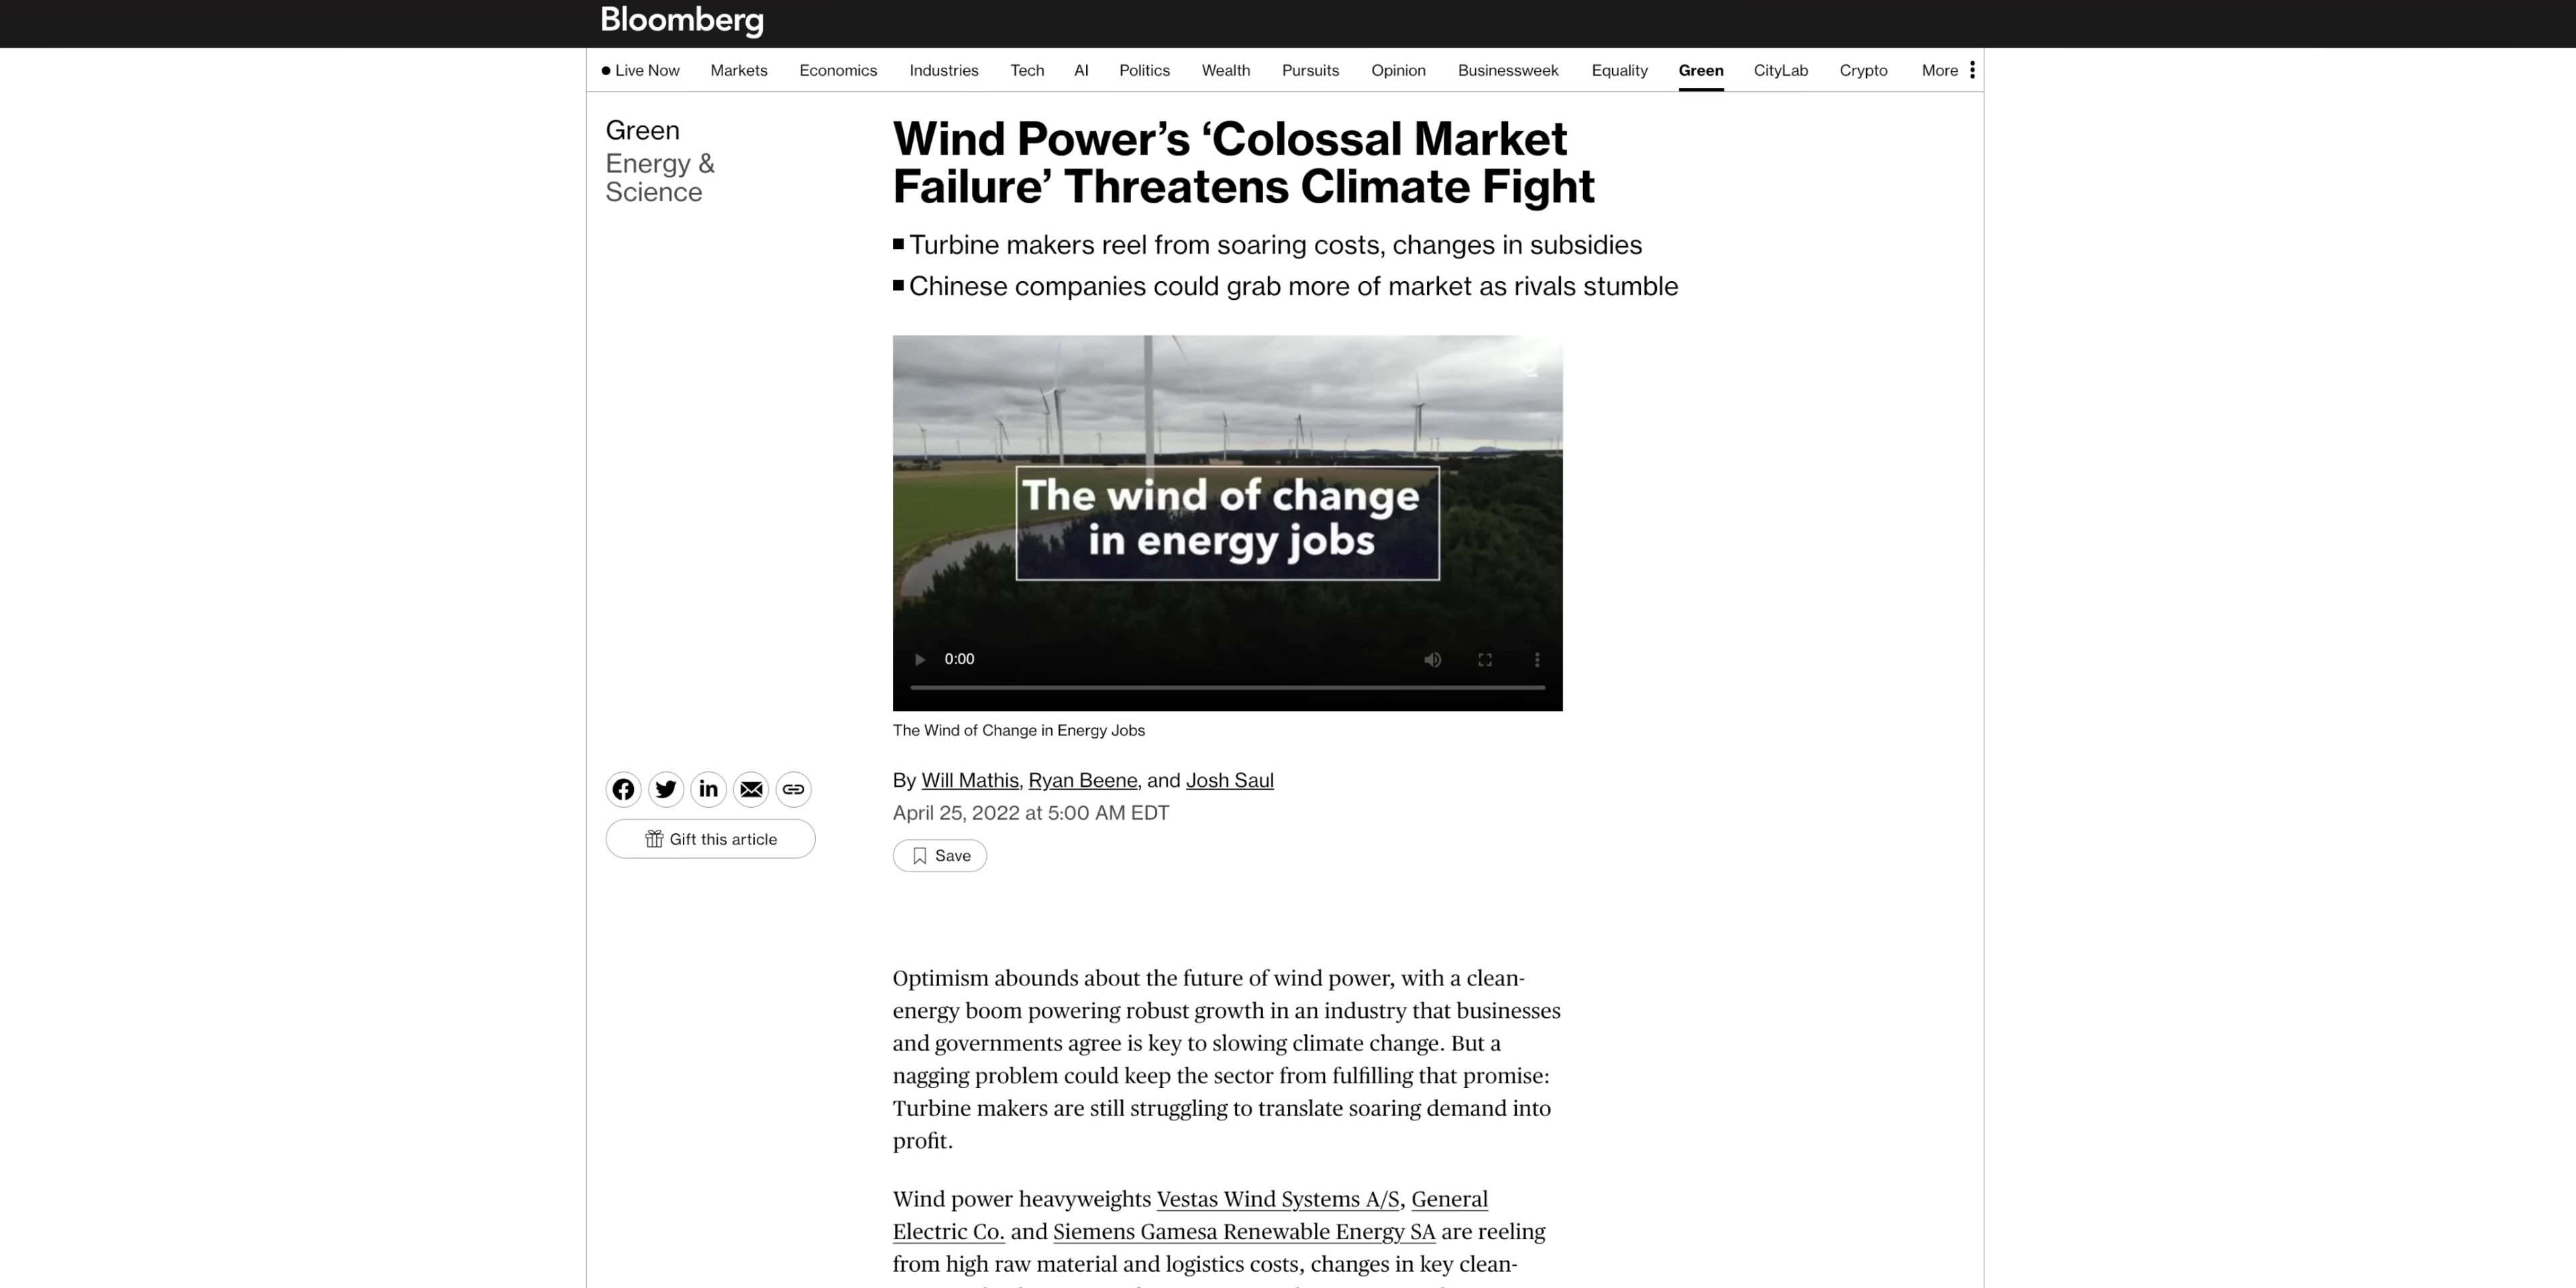 Bloomberg
Live Now Markets Economics Industries Tech AI Politics Wealth Pursuits Opinion Businessweek Equality Green CityLab Crypto More
Green
Energy &
Science
Wind Power’s ‘Colossal Market
Failure’ Threatens Climate Fight
Turbine makers reel from soaring costs, changes in subsidies
Chinese companies could grab more of market as rivals stumble
The wind of change
in energy jobs
0:00
The Wind of Change in Energy Jobs
Gift this article
By Will Mathis, Ryan Beene, and Josh Saul
April 25, 2022 at 5:00 AM EDT
Save
Optimism abounds about the future of wind power, with a clean-
energy boom powering robust growth in an industry that businesses
and governments agree is key to slowing climate change. But a
nagging problem could keep the sector from fulfilling that promise:
Turbine makers are still struggling to translate soaring demand into
profit.
Wind power heavyweights Vestas Wind Systems A/S, General
Electric Co. and Siemens Gamesa Renewable Energy SA are reeling
from high raw material and logistics costs, changes in key clean-